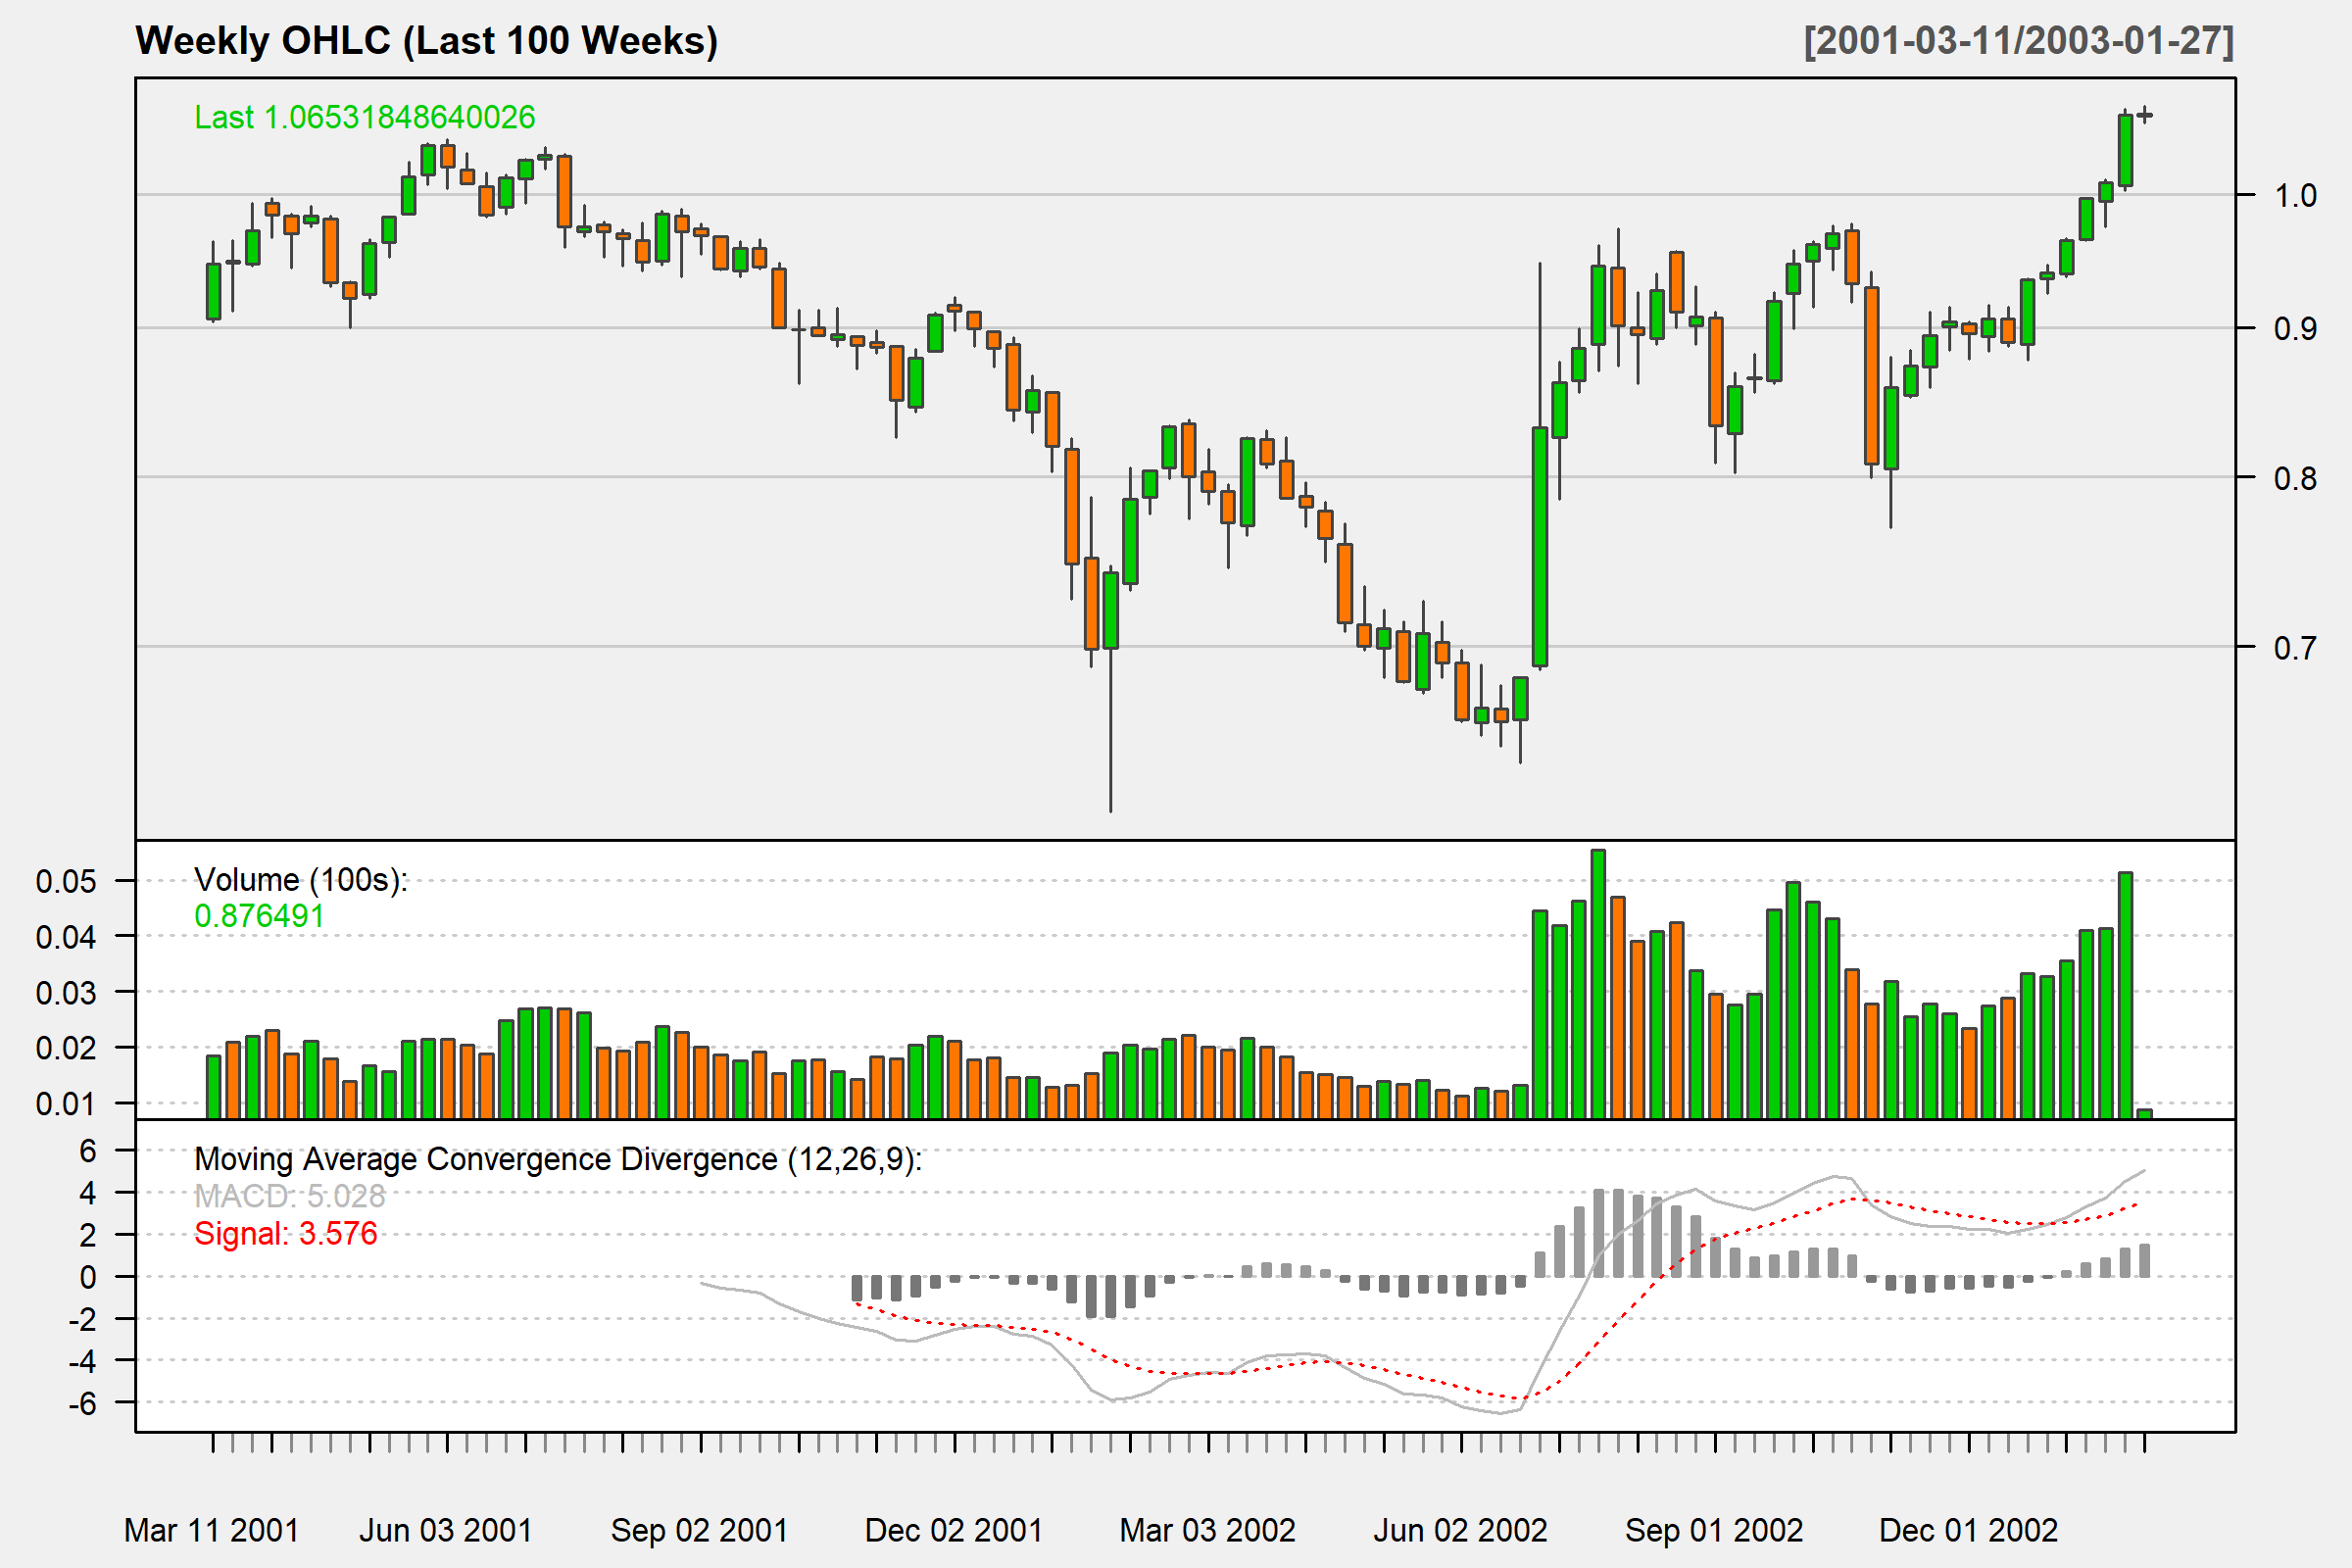 Weekly OHLC (Last 100 Weeks)
[2001-03-11/2003-01-27]
Last 1.06531848640026
1.0
0.9
0.8
0.7
Volume (100s):
0.876491
0.05
0.04
0.03
0.02
0.01
Moving Average Convergence Divergence (12,26,9):
MACD: 5.028
Signal: 3.576
6
4
2
0
-2
-4
-6
Mar 11 2001 Jun 03 2001 Sep 02 2001 Dec 02 2001 Mar 03 2002 Jun 02 2002 Sep 01 2002 Dec 01 2002